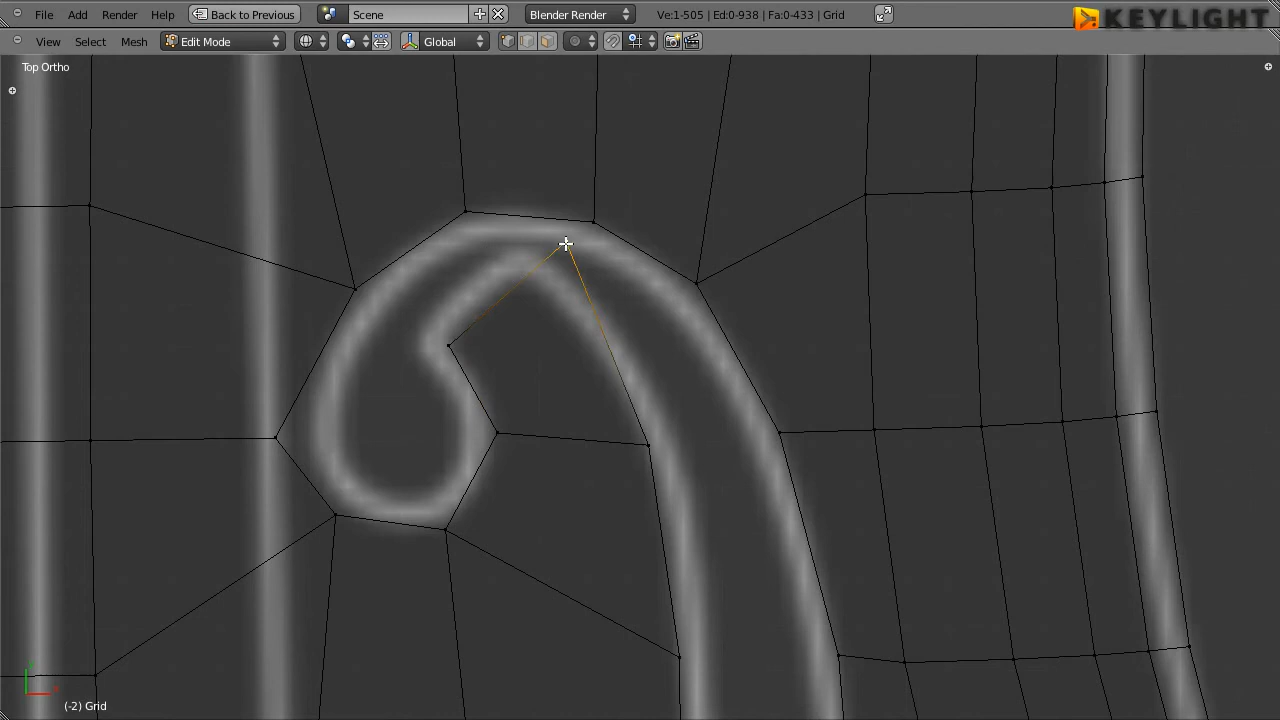 File Add Render Help Back to Previous Scene Blender Render Ve:1-505 | Ed:0-938 | Fa:0-433 | Grid KEYLIGHT
View Select Mesh Edit Mode Global
Top Ortho
(-2) Grid